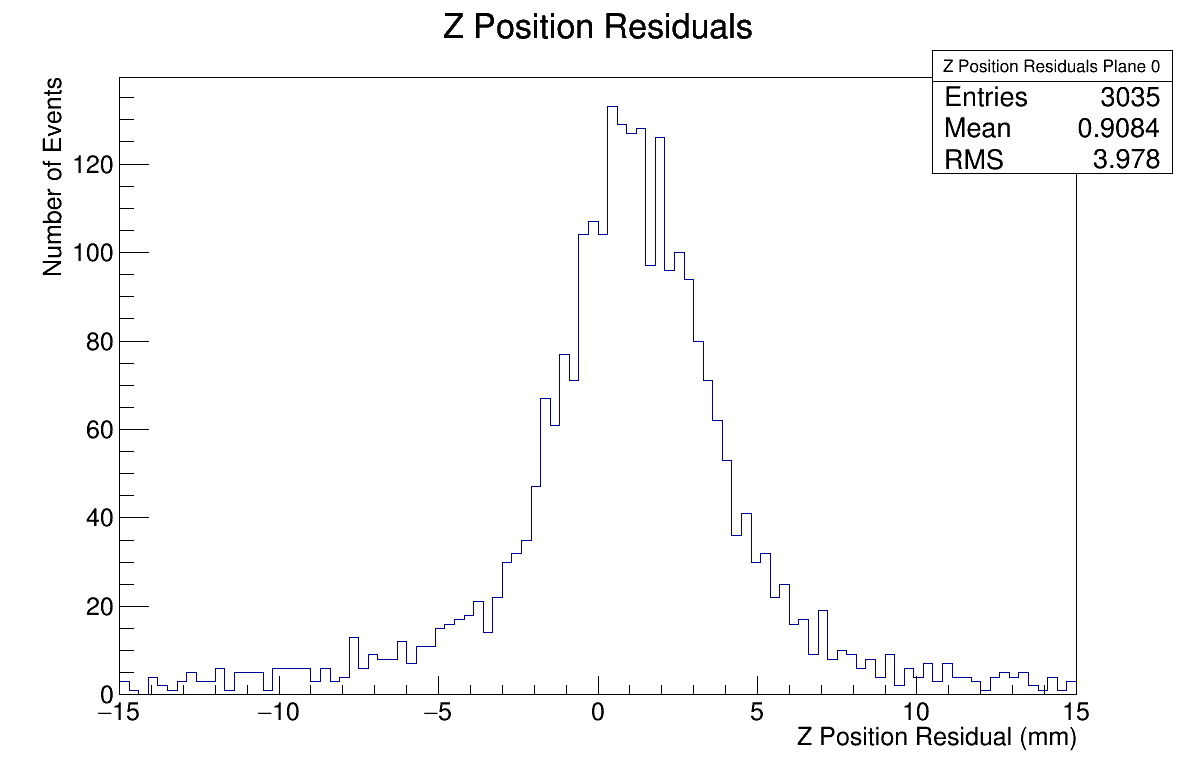 Z Position Residuals
Z Position Residuals Plane 0
Entries 3035
Mean 0.9084
RMS 3.978
Number of Events
120
100
80
60
40
20
0
−15 −10 −5 0 5 10 15
Z Position Residual (mm)